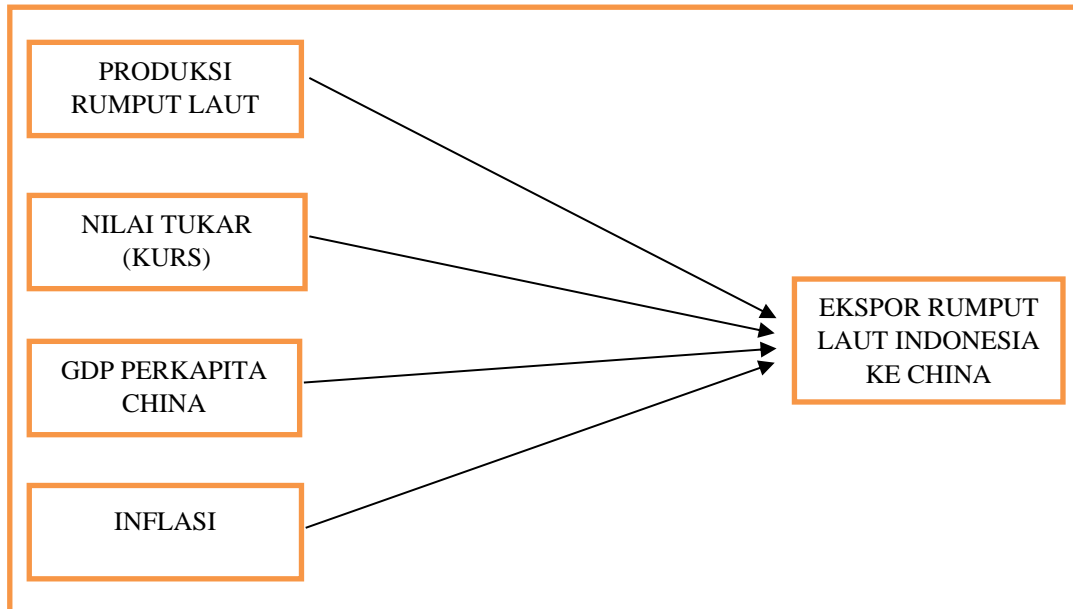 PRODUKSI
RUMPUT LAUT
NILAI TUKAR
(KURS)
GDP PERKAPITA
CHINA
INFLASI
EKSPOR RUMPUT
LAUT INDONESIA
KE CHINA